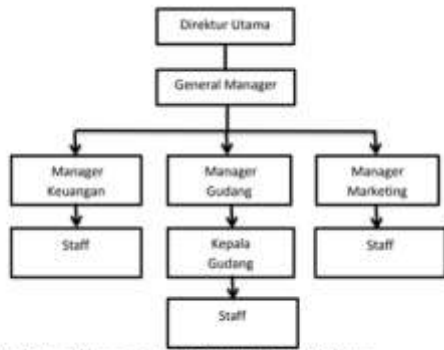 Direktur Utama
General Manager
Manager
Keuangan
Manager
Gudang
Manager
Marketing
Staff
Kepala
Gudang
Staff
Staff